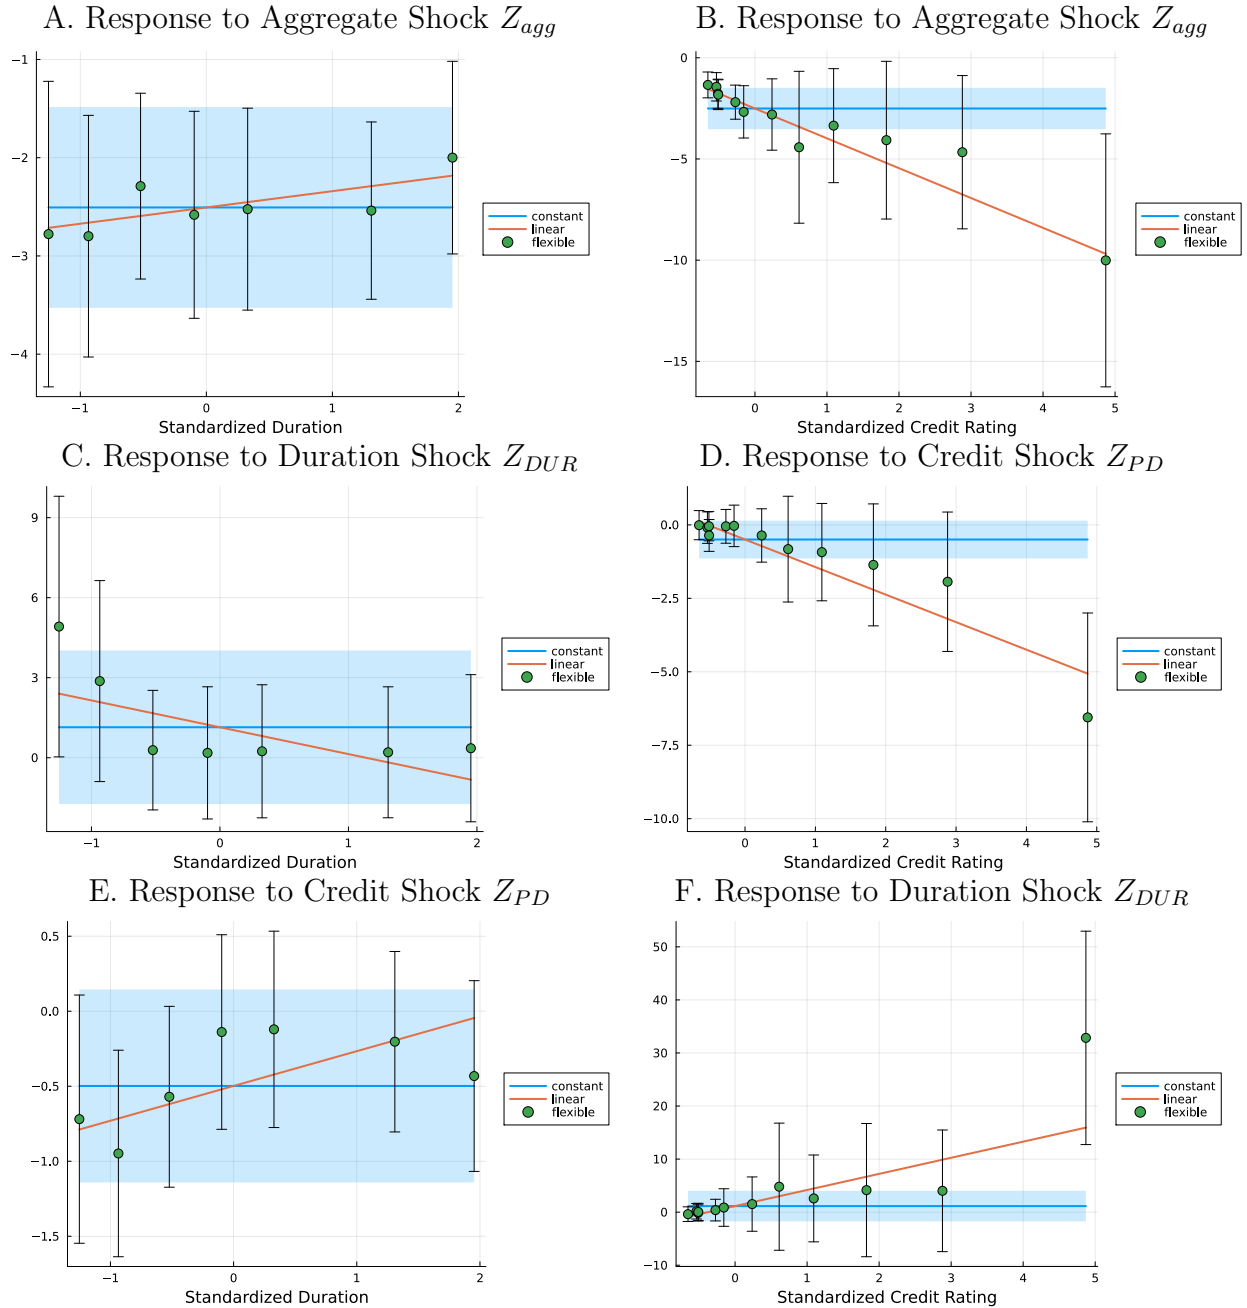 A. Response to Aggregate Shock Z_agg
−1
−2
−3
−4
−1
0
1
2
Standardized Duration
constant
linear
flexible
B. Response to Aggregate Shock Z_agg
0
−5
−10
−15
0
1
2
3
4
5
Standardized Credit Rating
constant
linear
flexible
C. Response to Duration Shock Z_DUR
9
6
3
0
−1
0
1
2
Standardized Duration
constant
linear
flexible
D. Response to Credit Shock Z_PD
0.0
−2.5
−5.0
−7.5
−10.0
0
1
2
3
4
5
Standardized Credit Rating
constant
linear
flexible
E. Response to Credit Shock Z_PD
0.5
0.0
−0.5
−1.0
−1.5
−1
0
1
2
Standardized Duration
constant
linear
flexible
F. Response to Duration Shock Z_DUR
50
40
30
20
10
0
−10
0
1
2
3
4
5
Standardized Credit Rating
constant
linear
flexible